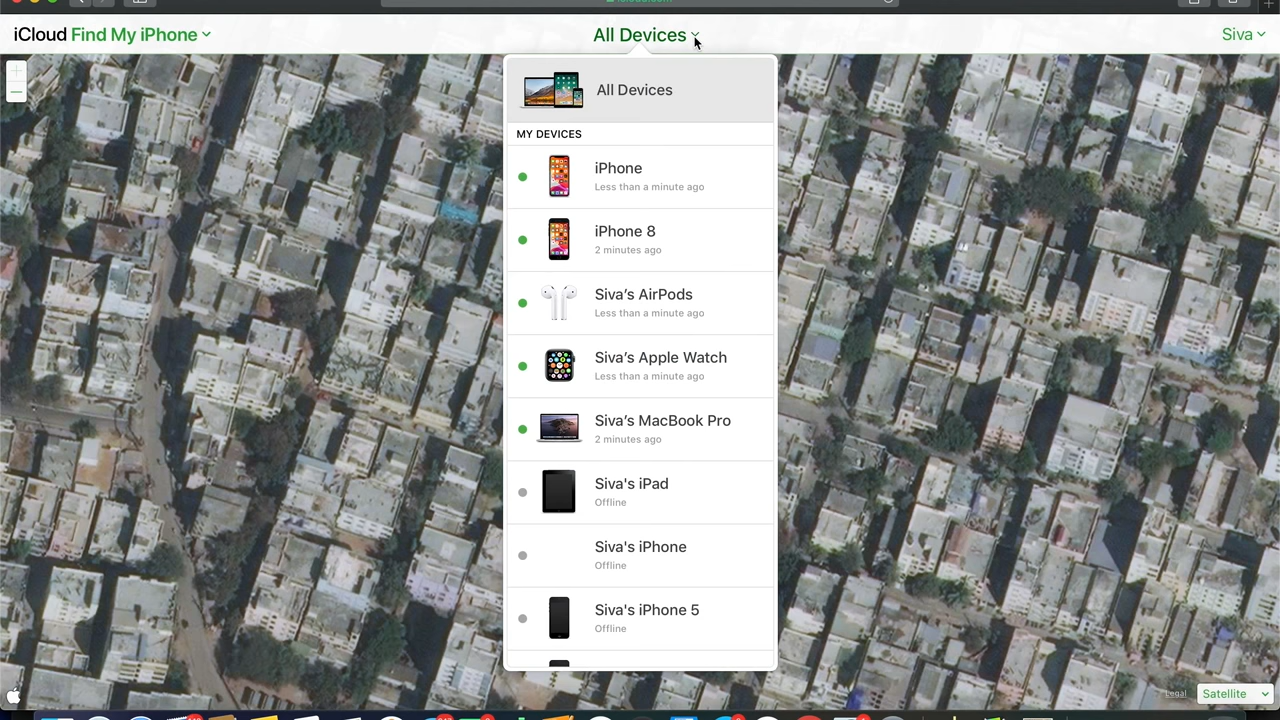 iCloud Find My iPhone
All Devices
Siva
All Devices
MY DEVICES
iPhone
Less than a minute ago
iPhone 8
2 minutes ago
Siva’s AirPods
Less than a minute ago
Siva’s Apple Watch
Less than a minute ago
Siva’s MacBook Pro
2 minutes ago
Siva's iPad
Offline
Siva's iPhone
Offline
Siva's iPhone 5
Offline
Legal
Satellite